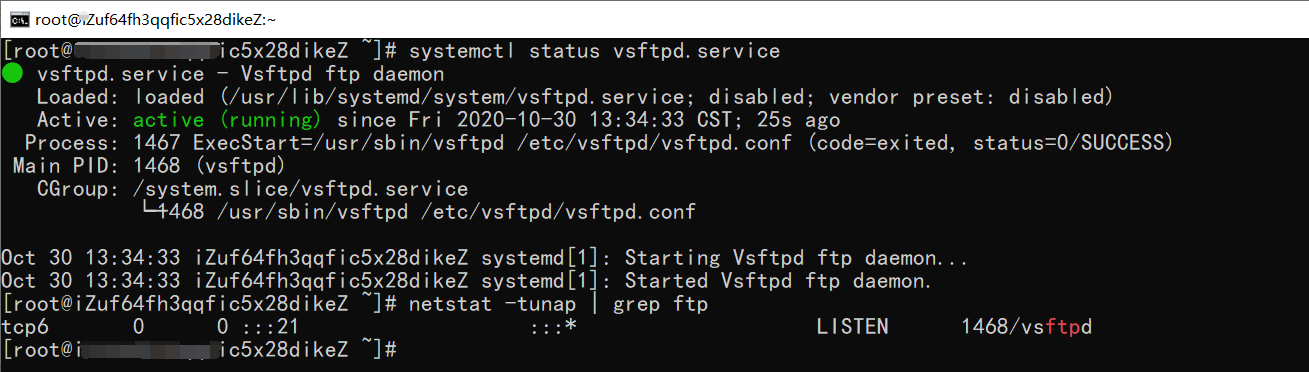 root@iZuf64fh3qqfic5x28dikeZ:~
[root@ ic5x28dikeZ ~]# systemctl status vsftpd.service
● vsftpd.service - Vsftpd ftp daemon
Loaded: loaded (/usr/lib/systemd/system/vsftpd.service; disabled; vendor preset: disabled)
Active: active (running) since Fri 2020-10-30 13:34:33 CST; 25s ago
Process: 1467 ExecStart=/usr/sbin/vsftpd /etc/vsftpd/vsftpd.conf (code=exited, status=0/SUCCESS)
Main PID: 1468 (vsftpd)
CGroup: /system.slice/vsftpd.service
└─1468 /usr/sbin/vsftpd /etc/vsftpd/vsftpd.conf
Oct 30 13:34:33 iZuf64fh3qqfic5x28dikeZ systemd[1]: Starting Vsftpd ftp daemon...
Oct 30 13:34:33 iZuf64fh3qqfic5x28dikeZ systemd[1]: Started Vsftpd ftp daemon.
[root@iZuf64fh3qqfic5x28dikeZ ~]# netstat -tunap | grep ftp
tcp6 0 0 :::21 :::* LISTEN 1468/vsftpd
[root@i ic5x28dikeZ ~]#